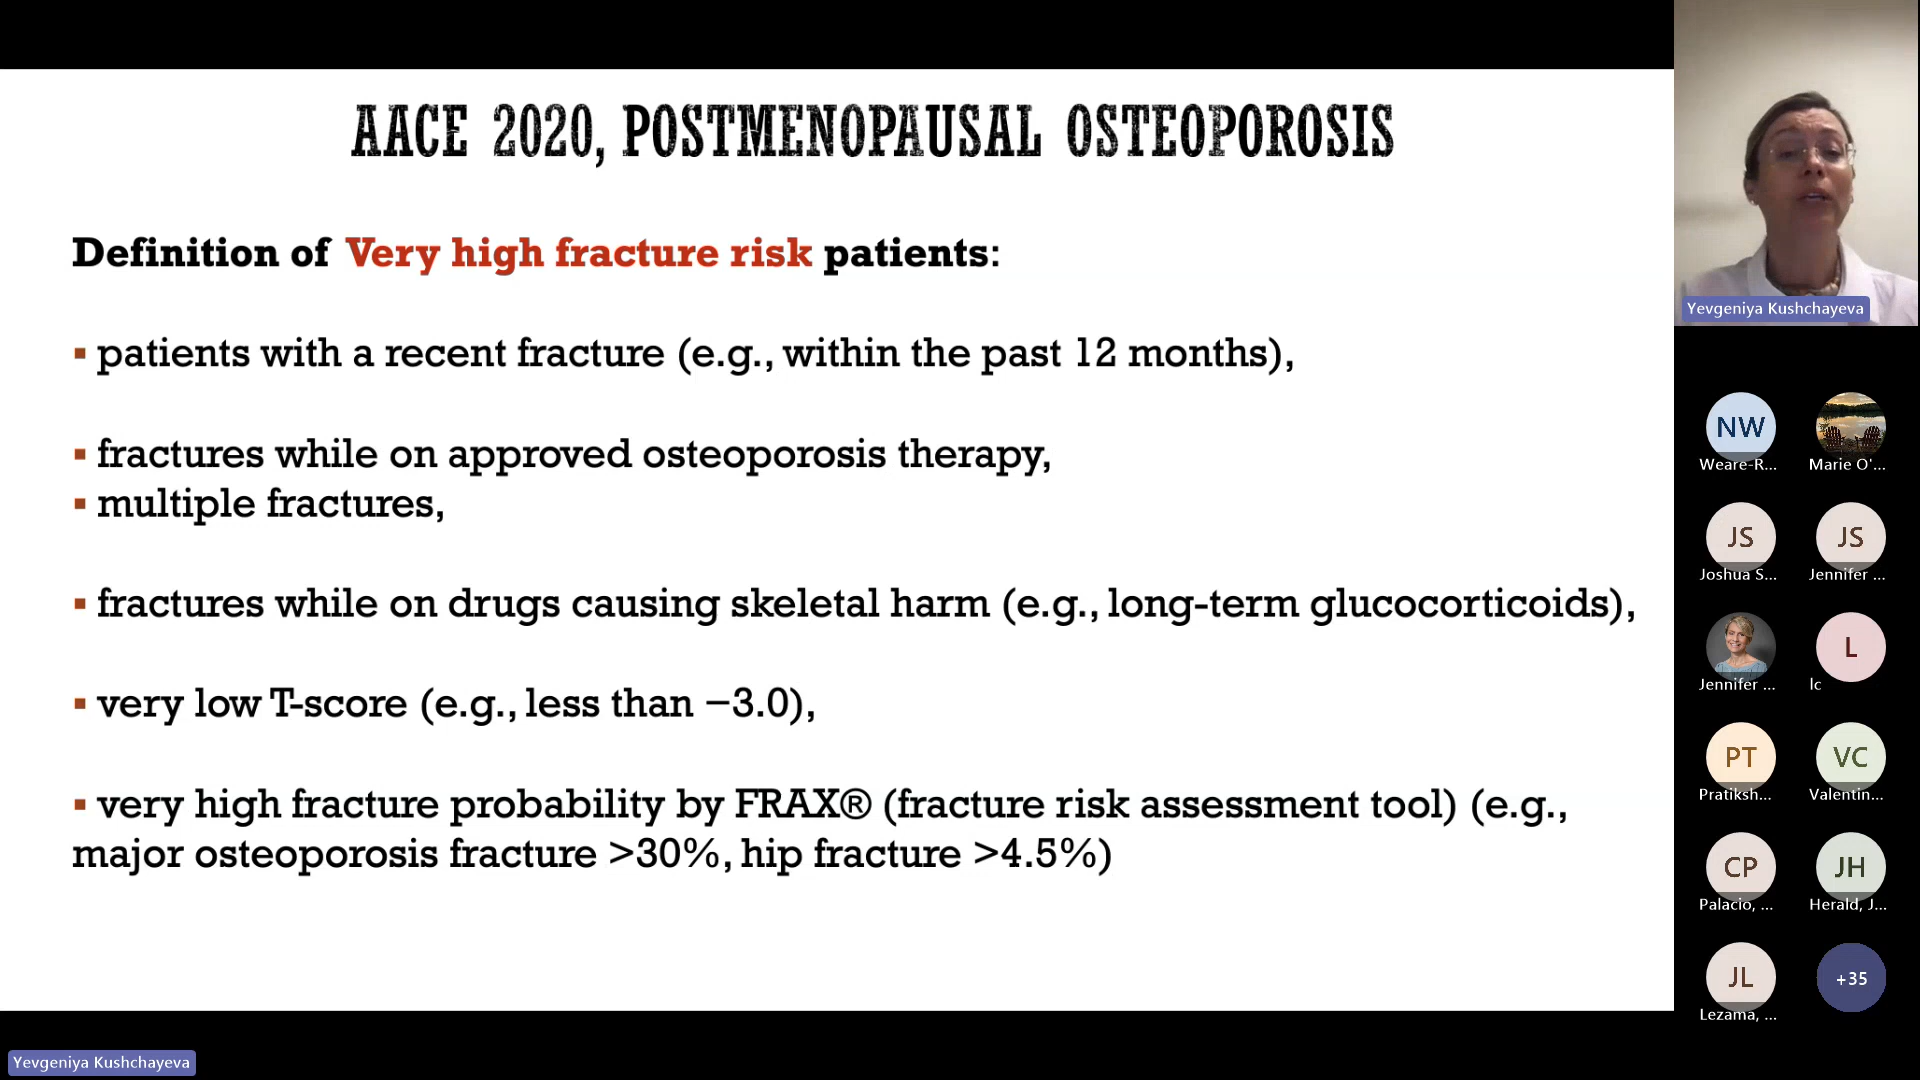 AACE 2020, POSTMENOPAUSAL OSTEOPOROSIS
Definition of Very high fracture risk patients:
▪ patients with a recent fracture (e.g., within the past 12 months),
▪ fractures while on approved osteoporosis therapy,
▪ multiple fractures,
▪ fractures while on drugs causing skeletal harm (e.g., long-term glucocorticoids),
▪ very low T-score (e.g., less than −3.0),
▪ very high fracture probability by FRAX® (fracture risk assessment tool) (e.g.,
major osteoporosis fracture >30%, hip fracture >4.5%)
Yevgeniya Kushchayeva
NW
Weare-R...
Marie O'...
JS
Joshua S...
JS
Jennifer ...
Jennifer ...
L
lc
PT
Pratiksh...
VC
Valentin...
CP
Palacio, ...
JH
Herald, J...
JL
Lezama, ...
+35
Yevgeniya Kushchayeva